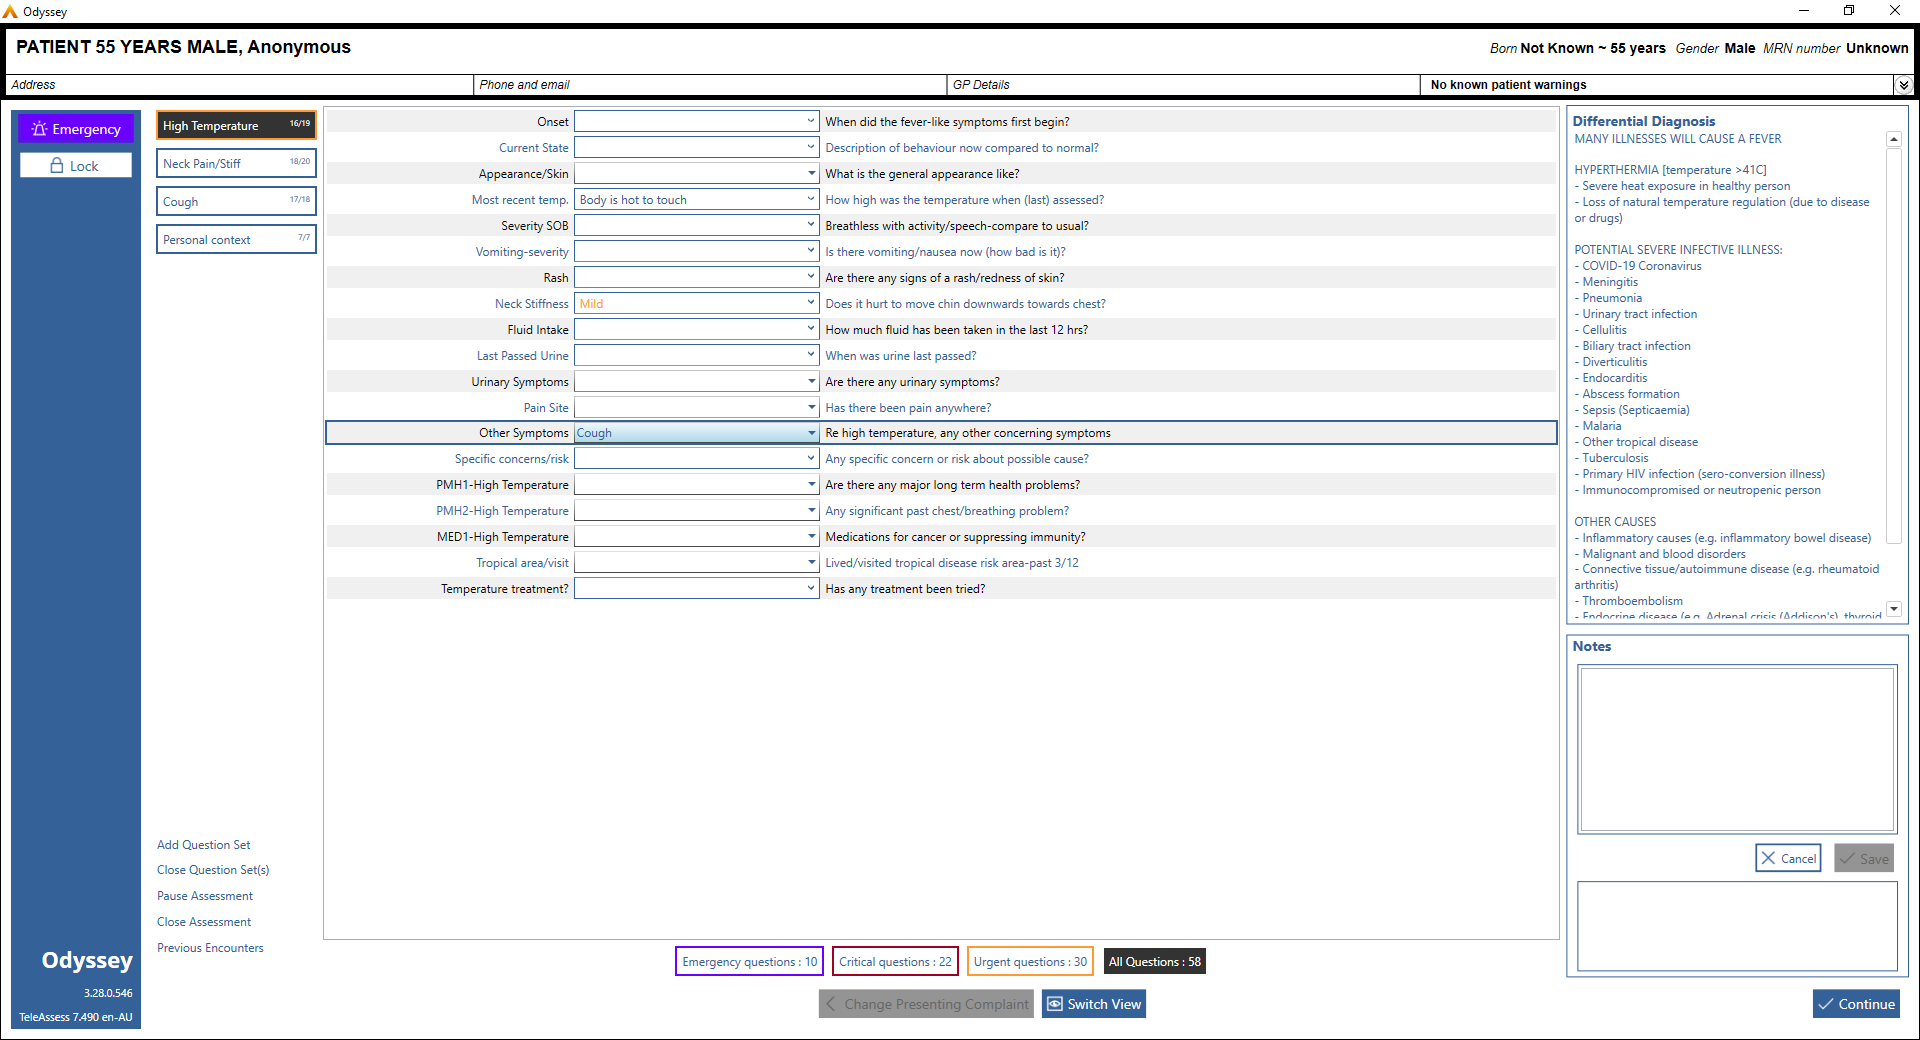 Odyssey
PATIENT 55 YEARS MALE, Anonymous
Born Not Known ~ 55 years Gender Male MRN number Unknown
Address
Phone and email
GP Details
No known patient warnings
Emergency
Lock
High Temperature 16/19
Neck Pain/Stiff 18/20
Cough 17/18
Personal context 7/7
Onset When did the fever-like symptoms first begin?
Current State Description of behaviour now compared to normal?
Appearance/Skin What is the general appearance like?
Most recent temp. Body is hot to touch How high was the temperature when (last) assessed?
Severity SOB Breathless with activity/speech-compare to usual?
Vomiting-severity Is there vomiting/nausea now (how bad is it)?
Rash Are there any signs of a rash/redness of skin?
Neck Stiffness Mild Does it hurt to move chin downwards towards chest?
Fluid Intake How much fluid has been taken in the last 12 hrs?
Last Passed Urine When was urine last passed?
Urinary Symptoms Are there any urinary symptoms?
Pain Site Has there been pain anywhere?
Other Symptoms Cough Re high temperature, any other concerning symptoms
Specific concerns/risk Any specific concern or risk about possible cause?
PMH1-High Temperature Are there any major long term health problems?
PMH2-High Temperature Any significant past chest/breathing problem?
MED1-High Temperature Medications for cancer or suppressing immunity?
Tropical area/visit Lived/visited tropical disease risk area-past 3/12
Temperature treatment? Has any treatment been tried?
Differential Diagnosis
MANY ILLNESSES WILL CAUSE A FEVER
HYPERTHERMIA [temperature >41C]
- Severe heat exposure in healthy person
- Loss of natural temperature regulation (due to disease
or drugs)
POTENTIAL SEVERE INFECTIVE ILLNESS:
- COVID-19 Coronavirus
- Meningitis
- Pneumonia
- Urinary tract infection
- Cellulitis
- Biliary tract infection
- Diverticulitis
- Endocarditis
- Abscess formation
- Sepsis (Septicaemia)
- Malaria
- Other tropical disease
- Tuberculosis
- Primary HIV infection (sero-conversion illness)
- Immunocompromised or neutropenic person
OTHER CAUSES
- Inflammatory causes (e.g. inflammatory bowel disease)
- Malignant and blood disorders
- Connective tissue/autoimmune disease (e.g. rheumatoid
arthritis)
- Thromboembolism
- Endocrine disease (e.g. Adrenal crisis (Addison's), thyroid
Notes
Cancel
Save
Add Question Set
Close Question Set(s)
Pause Assessment
Close Assessment
Previous Encounters
Odyssey
3.28.0.546
TeleAssess 7.490 en-AU
Emergency questions : 10
Critical questions : 22
Urgent questions : 30
All Questions : 58
Change Presenting Complaint
Switch View
Continue